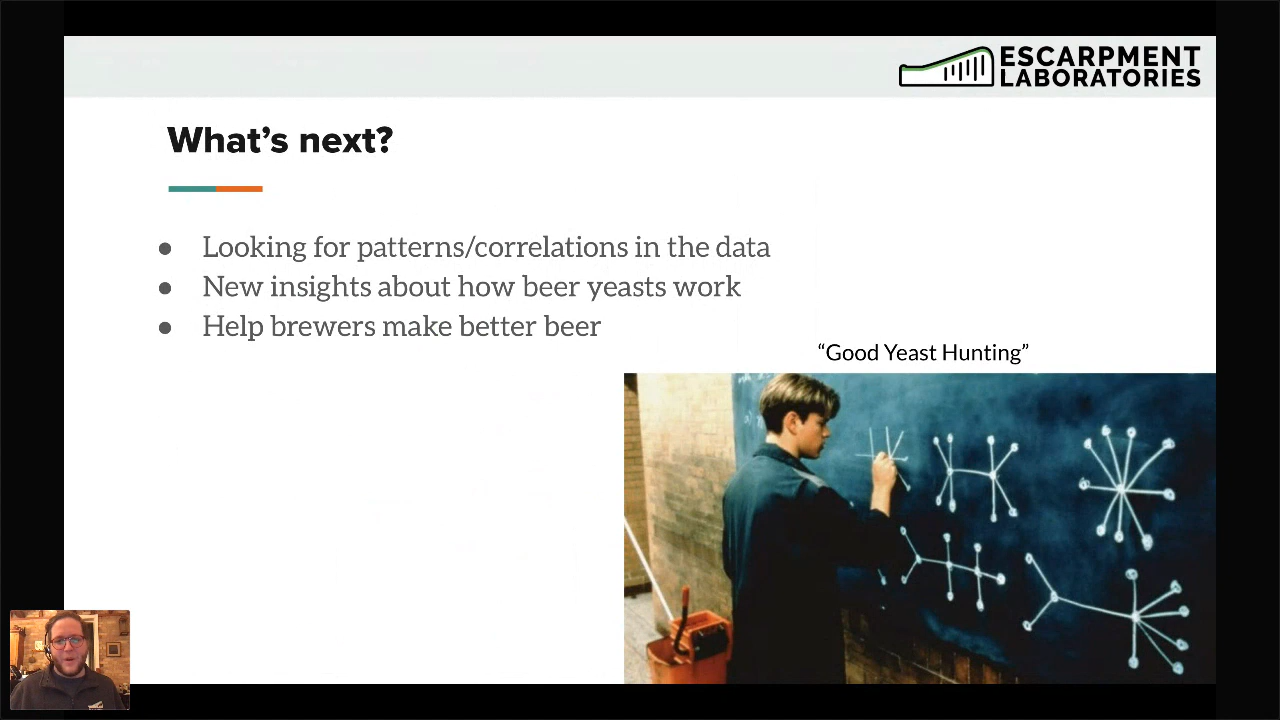 ESCARPMENT
LABORATORIES
What’s next?
● Looking for patterns/correlations in the data
● New insights about how beer yeasts work
● Help brewers make better beer
“Good Yeast Hunting”